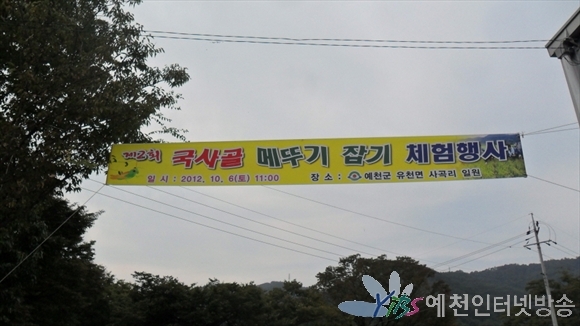 제2회 국사골 메뚜기 잡기 체험행사
일 시 : 2012. 10. 6(토) 11:00 장 소 : 예천군 유천면 사곡리 일원
YIBS 예천인터넷방송